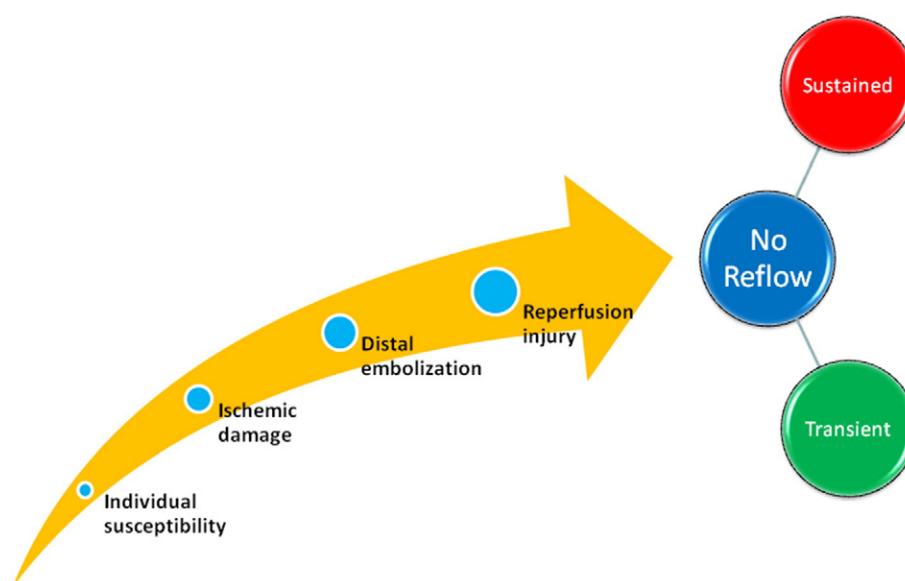 Sustained
No
Reflow
Reperfusion
injury
Distal
embolization
Ischemic
damage
Transient
Individual
susceptibility